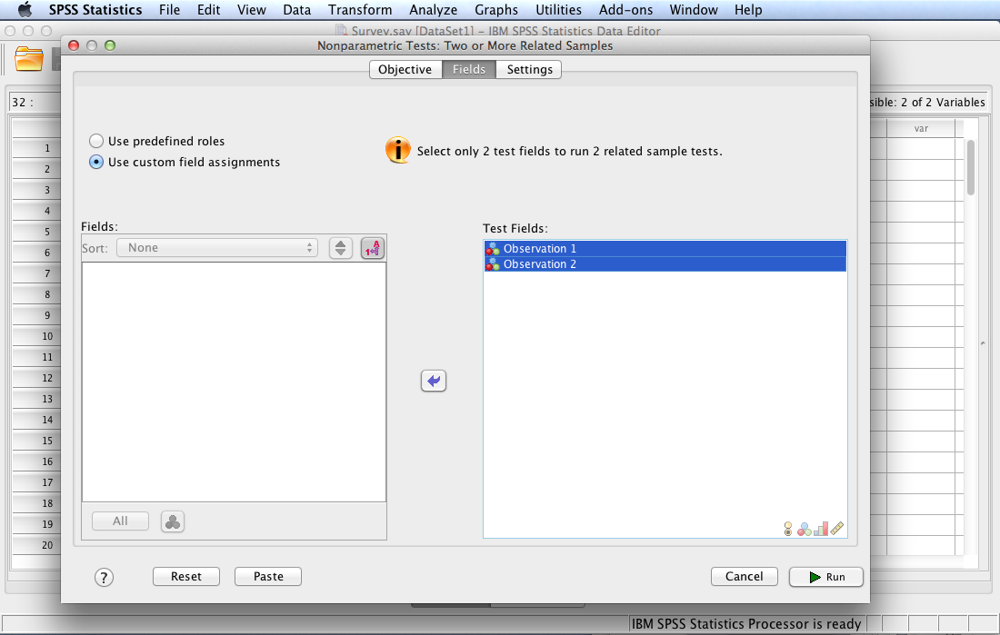 SPSS Statistics File Edit View Data Transform Analyze Graphs Utilities Add-ons Window Help
Survey.sav [DataSet1] – IBM SPSS Statistics Data Editor
Nonparametric Tests: Two or More Related Samples
Objective Fields Settings
32 :
sible: 2 of 2 Variables
var
Use predefined roles
Use custom field assignments
Select only 2 test fields to run 2 related sample tests.
Fields:
Sort: None
Test Fields:
Observation 1
Observation 2
1
2
3
4
5
6
7
8
9
10
11
12
13
14
15
16
17
18
19
20
All
? Reset Paste Cancel Run
IBM SPSS Statistics Processor is ready